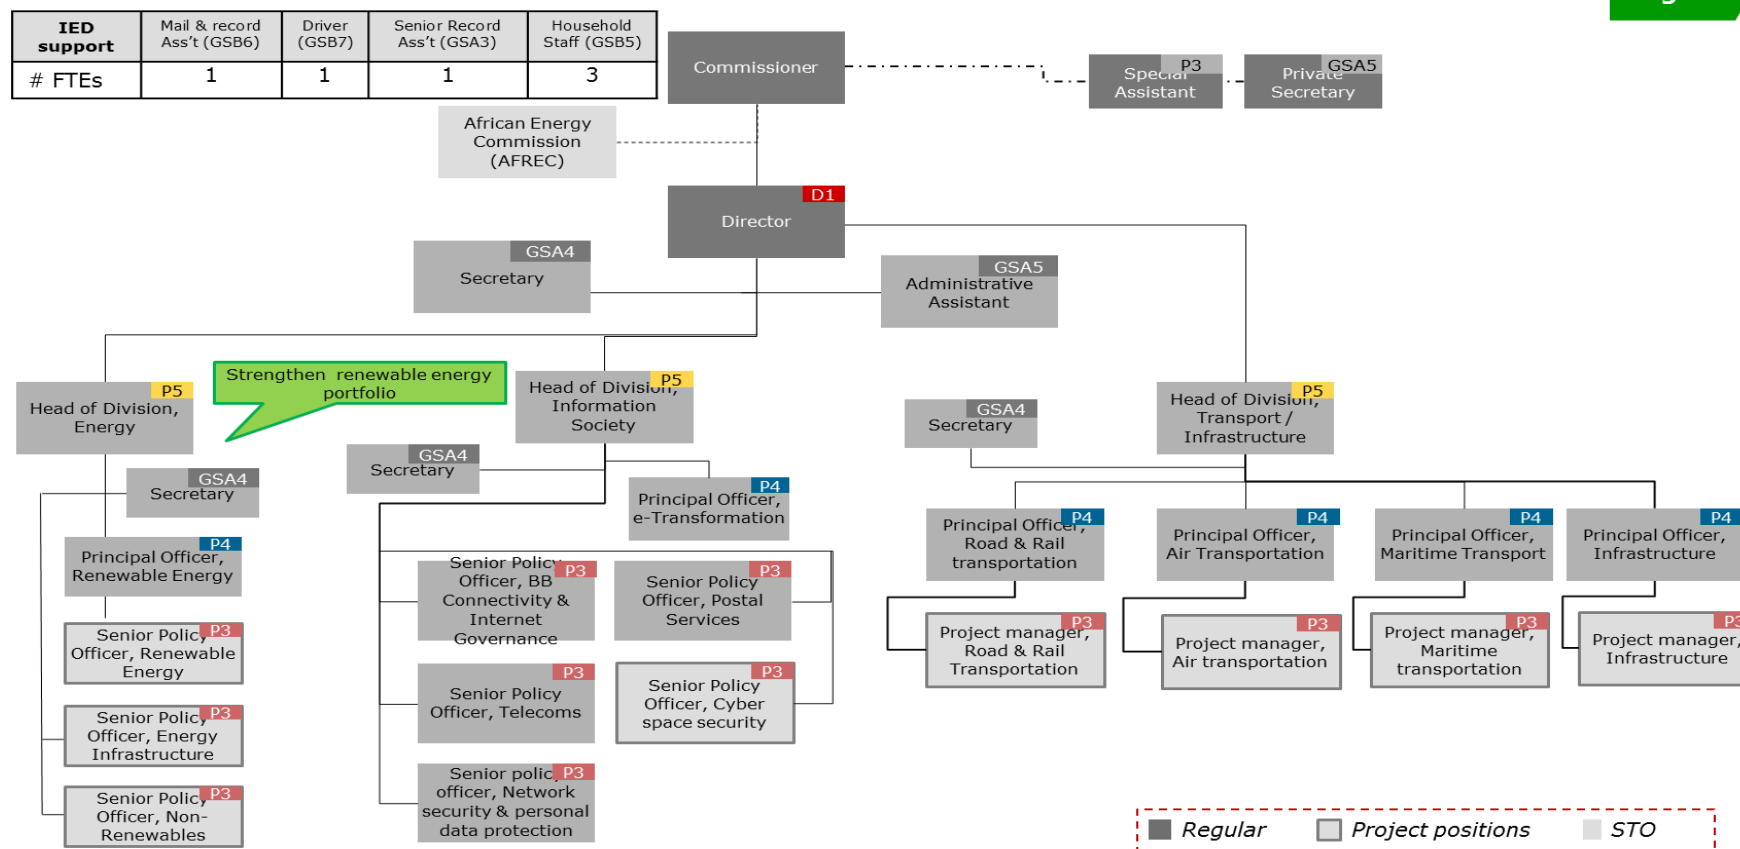 IED support
Mail & record Ass't (GSB6)
Driver (GSB7)
Senior Record Ass't (GSA3)
Household Staff (GSB5)
# FTEs
1
1
1
3
Commissioner
P3
Special Assistant
GSA5
Private Secretary
African Energy
Commission
(AFREC)
D1
Director
GSA4
Secretary
GSA5
Administrative
Assistant
Strengthen renewable energy
portfolio
P5
Head of Division,
Energy
P5
Head of Division,
Information
Society
P5
Head of Division,
Transport /
Infrastructure
GSA4
Secretary
GSA4
Secretary
GSA4
Secretary
P4
Principal Officer,
Renewable Energy
P4
Principal Officer,
e-Transformation
P4
Principal Officer,
Road & Rail
transportation
P4
Principal Officer,
Air Transportation
P4
Principal Officer,
Maritime Transport
P4
Principal Officer,
Infrastructure
P3
Senior Policy
Officer, Renewable
Energy
P3
Senior Policy
Officer, Energy
Infrastructure
P3
Senior Policy
Officer, Non-
Renewables
P3
Senior Policy
Officer, BB
Connectivity &
Internet
Governance
P3
Senior Policy
Officer, Postal
Services
P3
Senior Policy
Officer, Telecoms
P3
Senior Policy
Officer, Cyber
space security
P3
Senior policy
officer, Network
security & personal
data protection
P3
Project manager,
Road & Rail
Transportation
P3
Project manager,
Air transportation
P3
Project manager,
Maritime
transportation
P3
Project manager,
Infrastructure
Regular
Project positions
STO